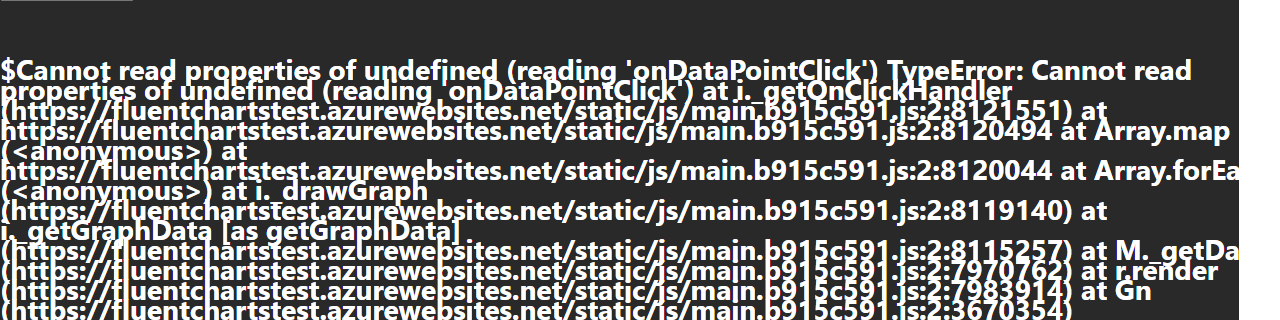 $Cannot read properties of undefined (reading 'onDataPointClick') TypeError: Cannot read
properties of undefined (reading 'onDataPointClick') at i._getOnClickHandler
(https://fluentchartstest.azurewebsites.net/static/js/main.b915c591.js:2:8121551) at
https://fluentchartstest.azurewebsites.net/static/js/main.b915c591.js:2:8120494 at Array.map
(<anonymous>) at
https://fluentchartstest.azurewebsites.net/static/js/main.b915c591.js:2:8120044 at Array.forEa
(<anonymous>) at i._drawGraph
(https://fluentchartstest.azurewebsites.net/static/js/main.b915c591.js:2:8119140) at
i._getGraphData [as getGraphData]
(https://fluentchartstest.azurewebsites.net/static/js/main.b915c591.js:2:8115257) at M._getDa
(https://fluentchartstest.azurewebsites.net/static/js/main.b915c591.js:2:7970762) at r.render
(https://fluentchartstest.azurewebsites.net/static/js/main.b915c591.js:2:7983914) at Gn
(https://fluentchartstest.azurewebsites.net/static/js/main.b915c591.js:2:3670354)